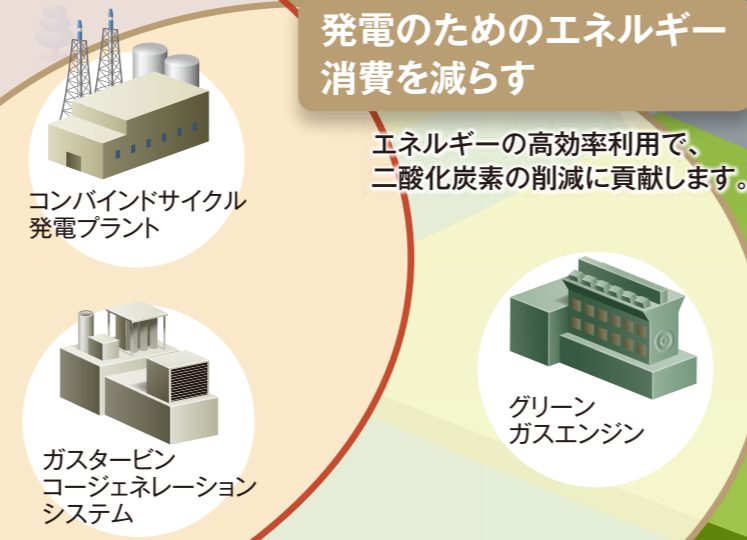 発電のためのエネルギー
消費を減らす
エネルギーの高効率利用で、
二酸化炭素の削減に貢献します。
コンバインドサイクル
発電プラント
グリーン
ガスエンジン
ガスタービン
コージェネレーション
システム